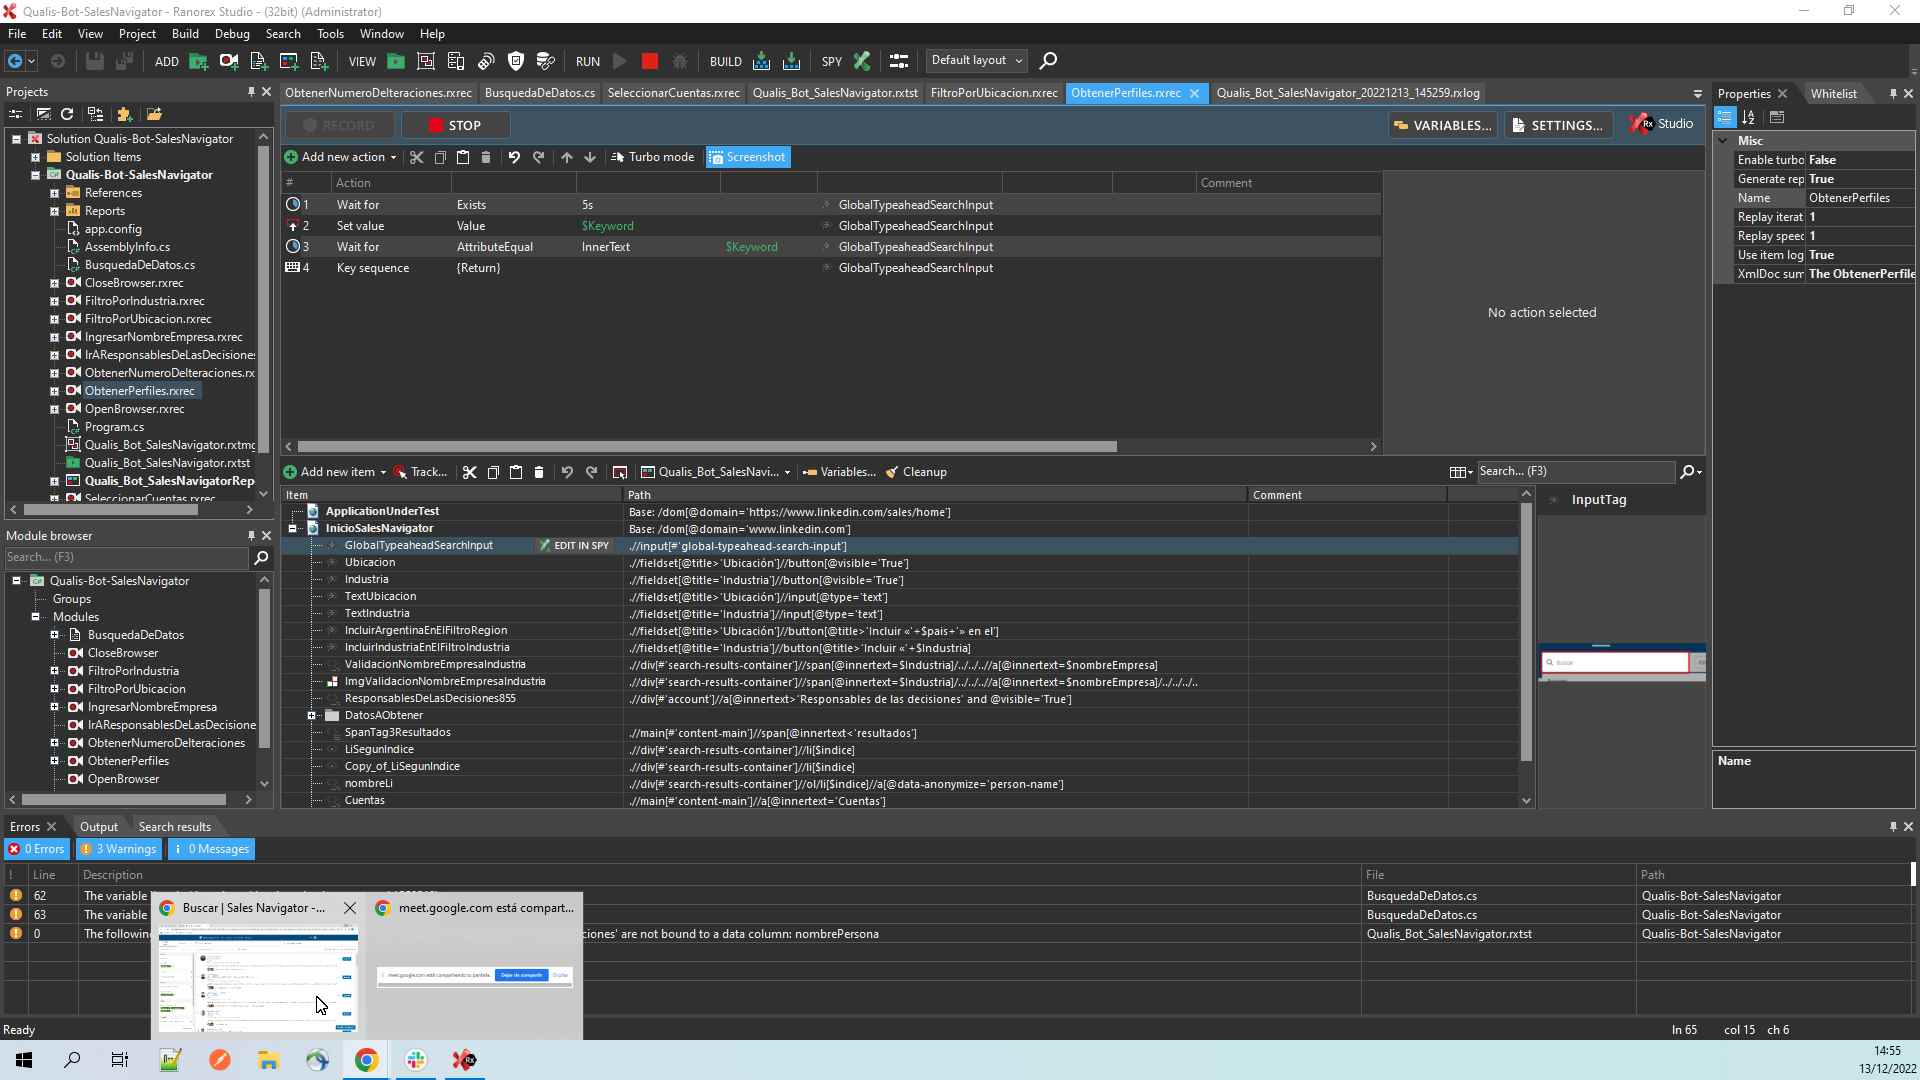 Qualis-Bot-SalesNavigator - Ranorex Studio - (32bit) (Administrator)
File Edit View Project Build Debug Search Tools Window Help
ADD VIEW RUN BUILD SPY Default layout
Projects
Solution Qualis-Bot-SalesNavigator
Solution Items
Qualis-Bot-SalesNavigator
References
Reports
app.config
AssemblyInfo.cs
BusquedaDeDatos.cs
CloseBrowser.rxrec
FiltroPorIndustria.rxrec
FiltroPorUbicacion.rxrec
IngresarNombreEmpresa.rxrec
IrAResponsablesDeLasDecisiones
ObtenerNumeroDeIteraciones.rx
ObtenerPerfiles.rxrec
OpenBrowser.rxrec
Program.cs
Qualis_Bot_SalesNavigator.rxtmg
Qualis_Bot_SalesNavigator.rxtst
Qualis_Bot_SalesNavigatorRep
SeleccionarCuentas.rxrec
Module browser
Search... (F3)
Qualis-Bot-SalesNavigator
Groups
Modules
BusquedaDeDatos
CloseBrowser
FiltroPorIndustria
FiltroPorUbicacion
IngresarNombreEmpresa
IrAResponsablesDeLasDecisione
ObtenerNumeroDeIteraciones
ObtenerPerfiles
OpenBrowser
ObtenerNumeroDeIteraciones.rxrec BusquedaDeDatos.cs SeleccionarCuentas.rxrec Qualis_Bot_SalesNavigator.rxtst FiltroPorUbicacion.rxrec ObtenerPerfiles.rxrec Qualis_Bot_SalesNavigator_20221213_145259.rxlog
RECORD STOP VARIABLES... SETTINGS... Rx Studio
Add new action Turbo mode Screenshot
# Action Comment
1 Wait for Exists 5s GlobalTypeaheadSearchInput
2 Set value Value $Keyword GlobalTypeaheadSearchInput
3 Wait for AttributeEqual InnerText $Keyword GlobalTypeaheadSearchInput
4 Key sequence {Return} GlobalTypeaheadSearchInput
No action selected
Add new item Track... Qualis_Bot_SalesNavi... Variables... Cleanup Search... (F3)
Item Path Comment
ApplicationUnderTest Base: /dom[@domain='https://www.linkedin.com/sales/home']
InicioSalesNavigator Base: /dom[@domain='www.linkedin.com']
GlobalTypeaheadSearchInput EDIT IN SPY .//input[#'global-typeahead-search-input']
Ubicacion .//fieldset[@title>'Ubicación']//button[@visible='True']
Industria .//fieldset[@title='Industria']//button[@visible='True']
TextUbicacion .//fieldset[@title>'Ubicación']//input[@type='text']
TextIndustria .//fieldset[@title='Industria']//input[@type='text']
IncluirArgentinaEnElFiltroRegion .//fieldset[@title>'Ubicación']//button[@title>'Incluir «'+$pais+'» en el']
IncluirIndustriaEnElFiltroIndustria .//fieldset[@title='Industria']//button[@title>'Incluir «'+$Industria]
ValidacionNombreEmpresaIndustria .//div[#'search-results-container']//span[@innertext=$Industria]/../../..//a[@innertext=$nombreEmpresa]
ImgValidacionNombreEmpresaIndustria .//div[#'search-results-container']//span[@innertext=$Industria]/../../..//a[@innertext=$nombreEmpresa]/../../../..
ResponsablesDeLasDecisiones855 .//div[#'account']//a[@innertext>'Responsables de las decisiones' and @visible='True']
DatosAObtener
SpanTag3Resultados .//main[#'content-main']//span[@innertext<'resultados']
LiSegunIndice .//div[#'search-results-container']//li[$indice]
Copy_of_LiSegunIndice .//div[#'search-results-container']//li[$indice]
nombreLi .//div[#'search-results-container']//ol/li[$indice]//a[@data-anonymize='person-name']
Cuentas .//main[#'content-main']//a[@innertext='Cuentas']
InputTag
Buscar
Properties Whitelist
Misc
Enable turbo False
Generate rep True
Name ObtenerPerfiles
Replay iterat 1
Replay speec 1
Use item log True
XmlDoc sum The ObtenerPerfile
Name
Errors Output Search results
0 Errors 3 Warnings 0 Messages
! Line Description File Path
62 The variable BusquedaDeDatos.cs Qualis-Bot-SalesNavigator
63 The variable BusquedaDeDatos.cs Qualis-Bot-SalesNavigator
0 The following ciones' are not bound to a data column: nombrePersona Qualis_Bot_SalesNavigator.rxtst Qualis-Bot-SalesNavigator
Buscar | Sales Navigator -... meet.google.com está compart...
meet.google.com está compartiendo tu pantalla. Dejar de compartir Ocultar
Ready ln 65 col 15 ch 6
14:55
13/12/2022